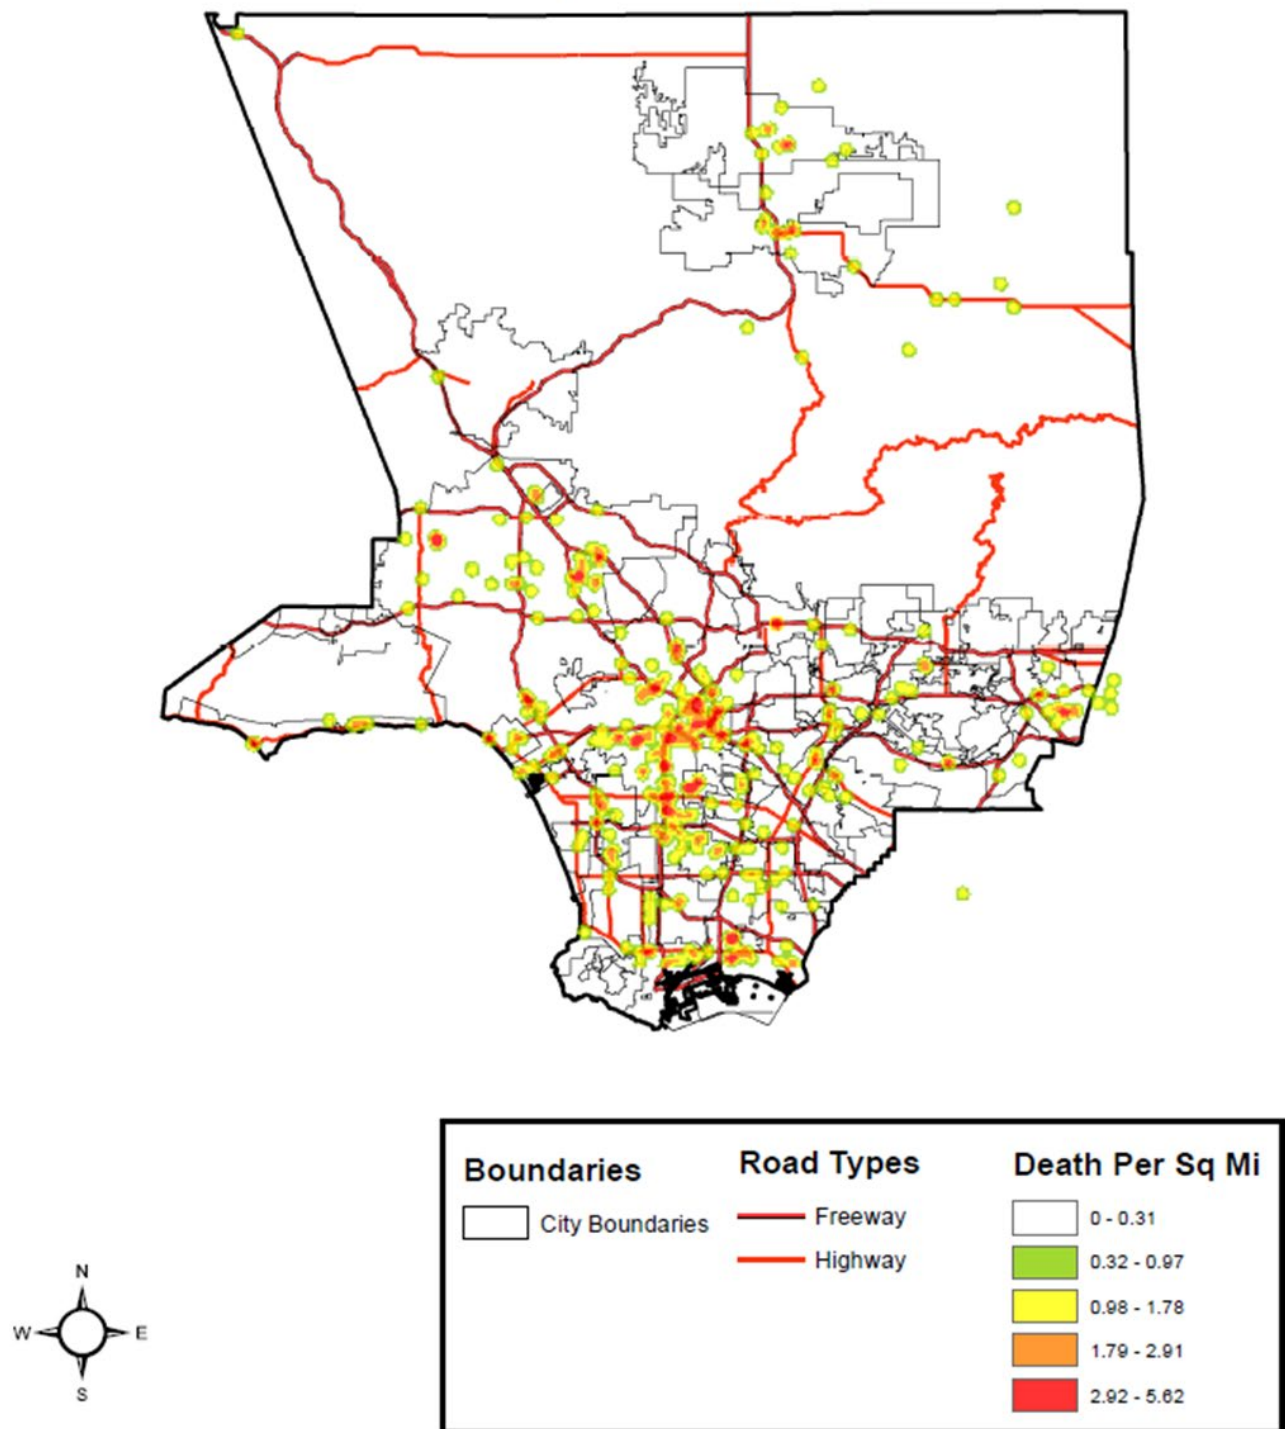 Boundaries
City Boundaries
Road Types
Freeway
Highway
Death Per Sq Mi
0 - 0.31
0.32 - 0.97
0.98 - 1.78
1.79 - 2.91
2.92 - 5.62
N
W E
S